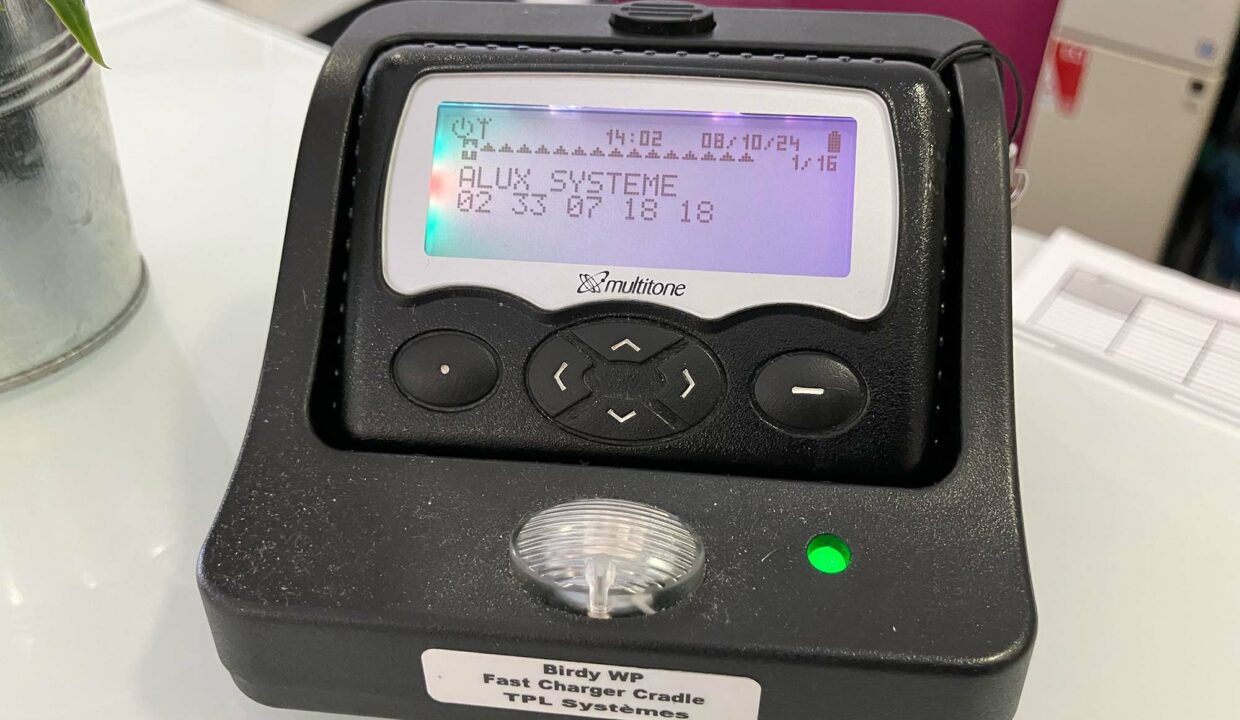 14:02 08/10/24
1/16
ALUX SYSTEME
02 33 07 18 18
multitone
Birdy WP
Fast Charger Cradle
TPL Systèmes